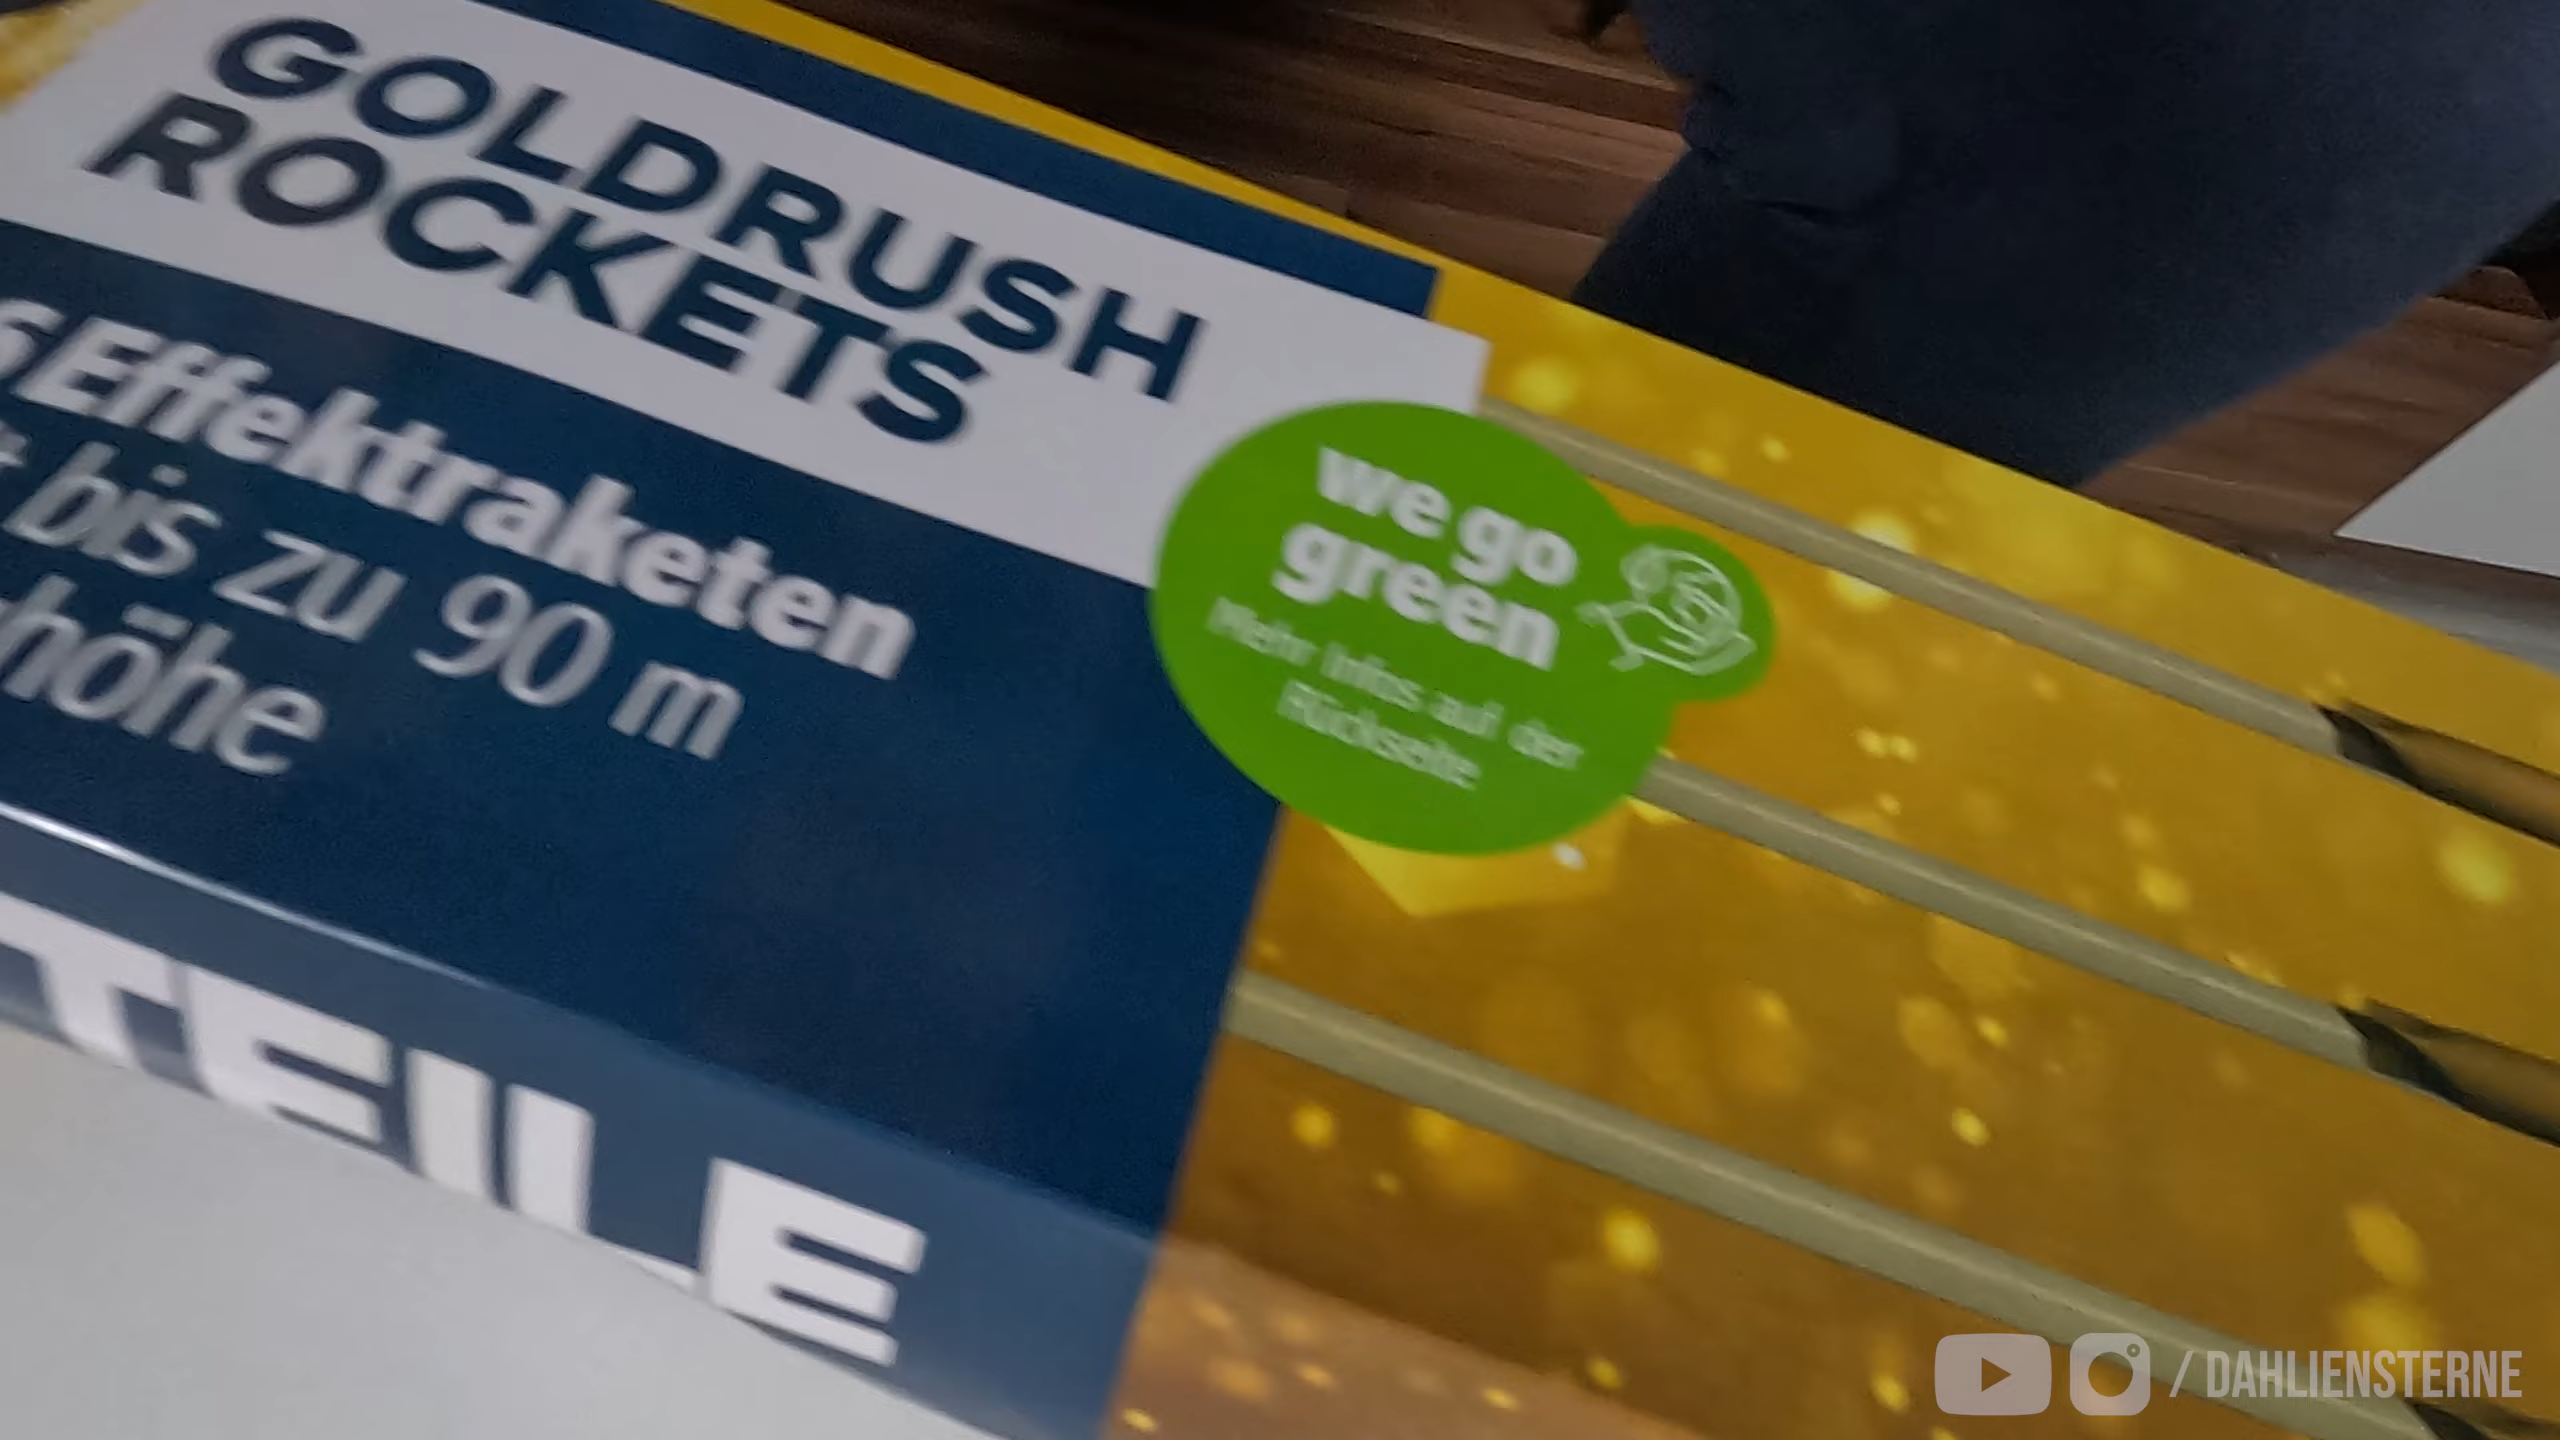 GOLDRUSH
ROCKETS
Effektraketen
bis zu 90 m
höhe
we go
green
Mehr Infos auf der
Rückseite
TEILE
/ DAHLIENSTERNE